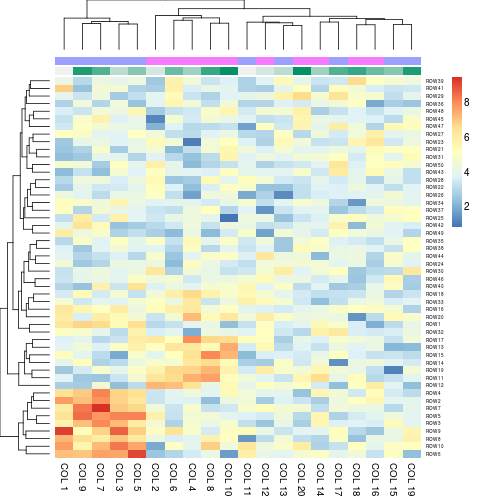 ROW39
ROW41
ROW29
ROW36
ROW48
ROW45
ROW47
ROW27
ROW23
ROW21
ROW31
ROW50
ROW43
ROW28
ROW22
ROW26
ROW34
ROW37
ROW25
ROW42
ROW49
ROW35
ROW38
ROW44
ROW24
ROW30
ROW46
ROW40
ROW18
ROW33
ROW16
ROW20
ROW1
ROW32
ROW17
ROW13
ROW15
ROW14
ROW19
ROW11
ROW12
ROW4
ROW2
ROW7
ROW5
ROW3
ROW9
ROW8
ROW10
ROW6
8
6
4
2
COL 1
COL 9
COL 7
COL 3
COL 5
COL 2
COL 6
COL 4
COL 8
COL 10
COL 11
COL 12
COL 13
COL 20
COL 14
COL 17
COL 18
COL 16
COL 15
COL 19